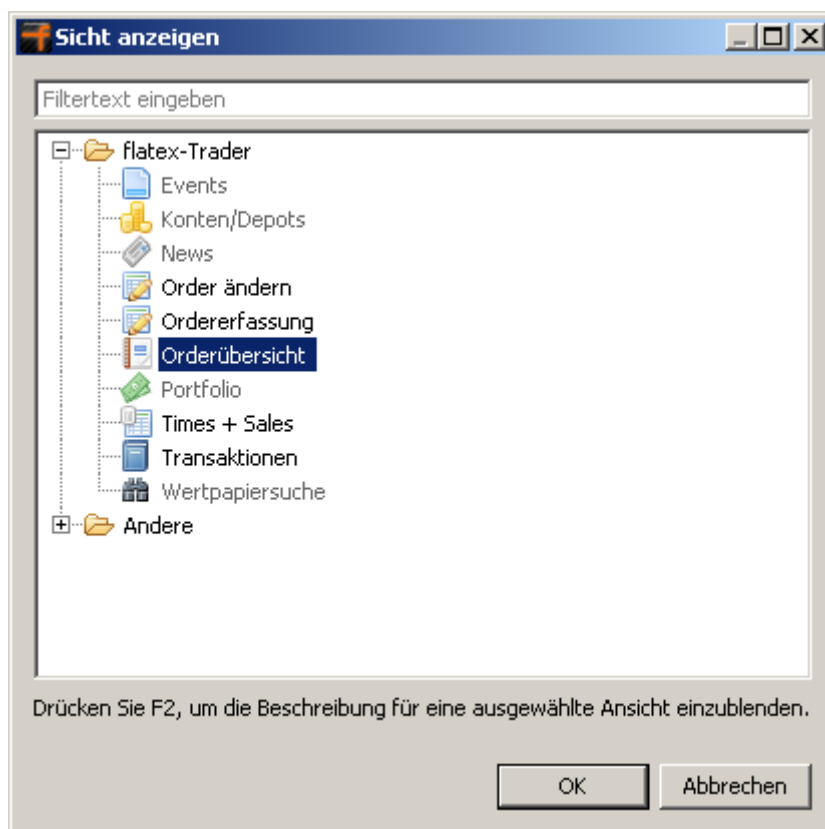 Sicht anzeigen
Filtertext eingeben
flatex-Trader
Events
Konten/Depots
News
Order ändern
Ordererfassung
Orderübersicht
Portfolio
Times + Sales
Transaktionen
Wertpapiersuche
Andere
Drücken Sie F2, um die Beschreibung für eine ausgewählte Ansicht einzublenden.
OK Abbrechen